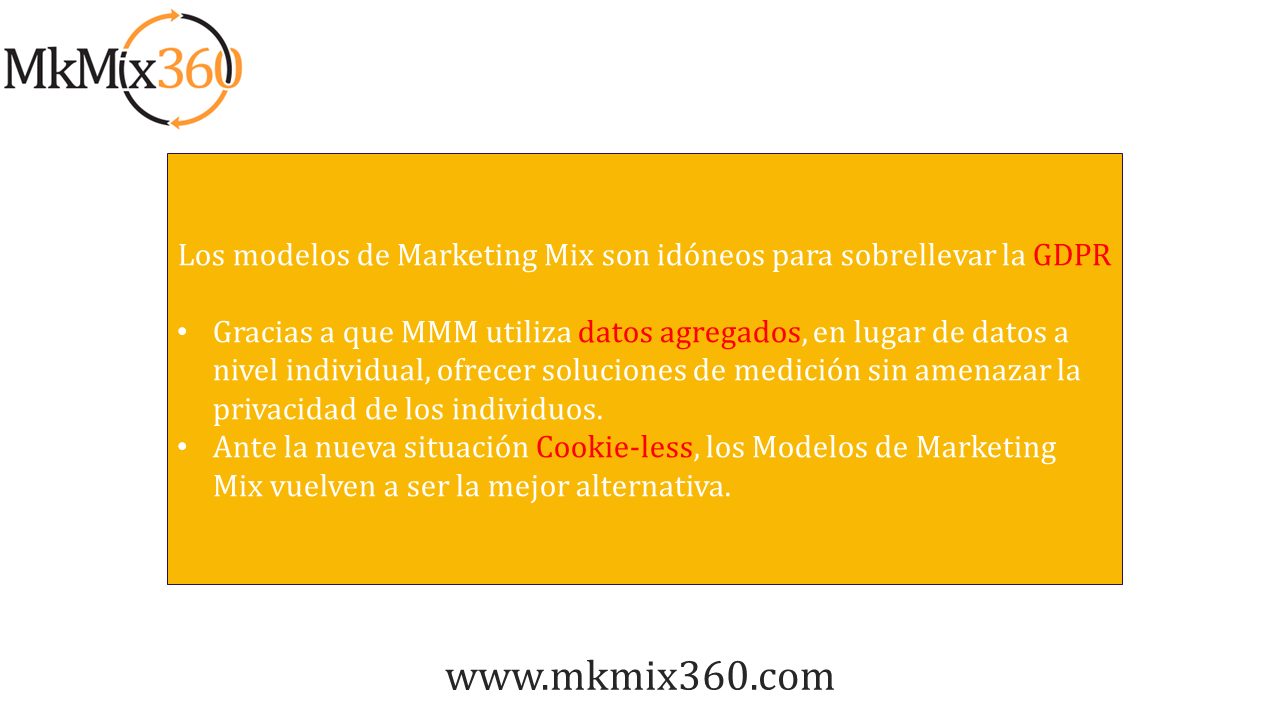 MkMix360
Los modelos de Marketing Mix son idóneos para sobrellevar la GDPR
• Gracias a que MMM utiliza datos agregados, en lugar de datos a
nivel individual, ofrecer soluciones de medición sin amenazar la
privacidad de los individuos.
• Ante la nueva situación Cookie-less, los Modelos de Marketing
Mix vuelven a ser la mejor alternativa.
www.mkmix360.com